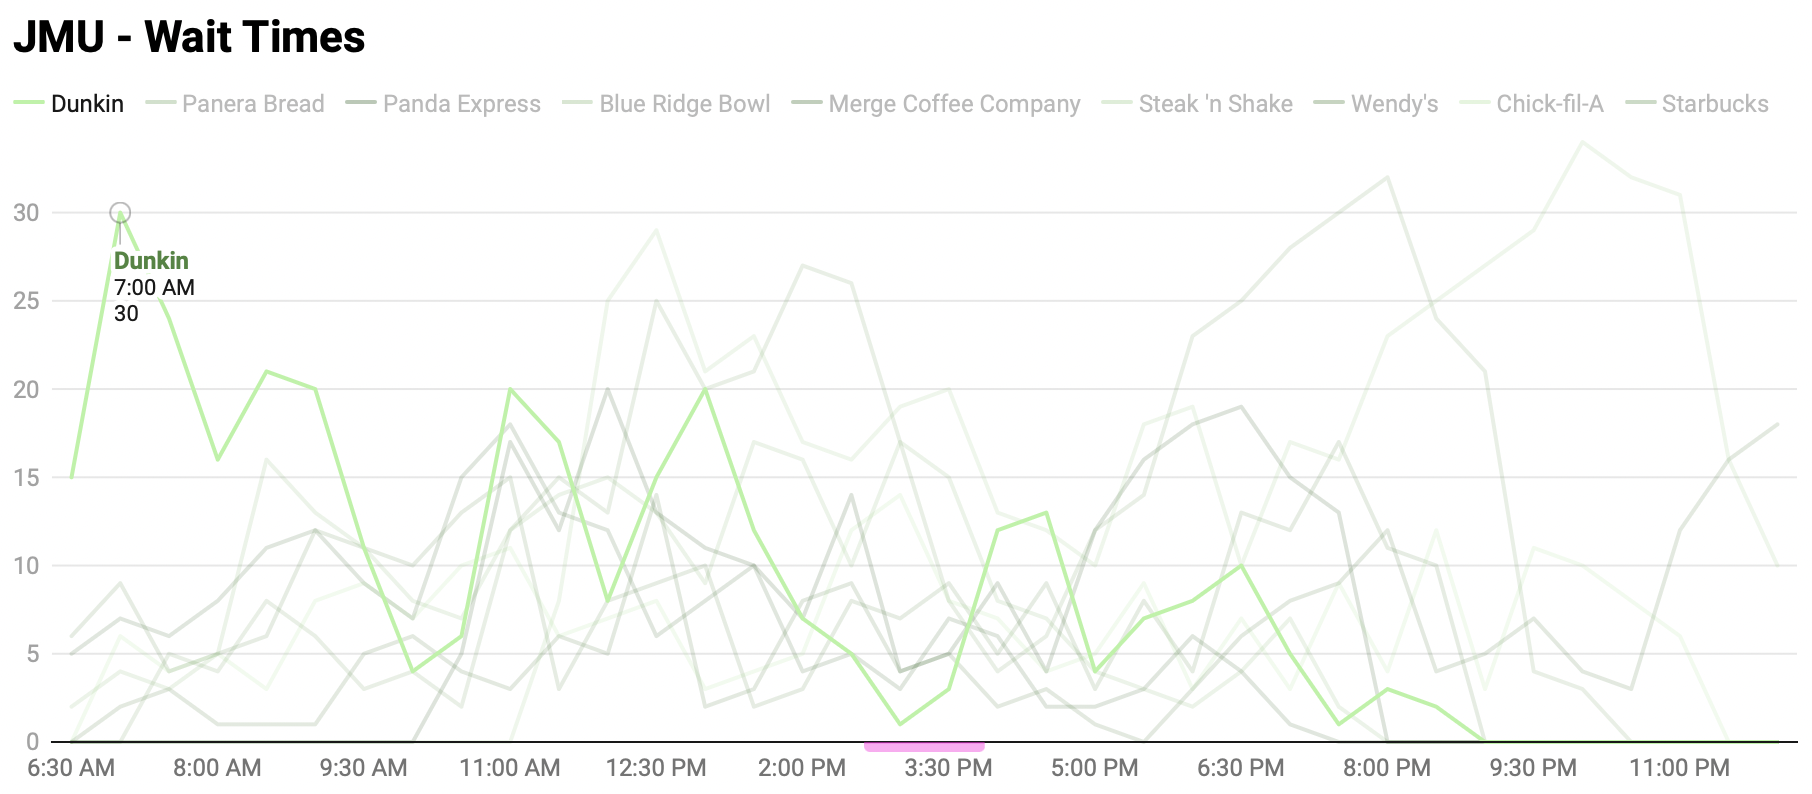 JMU - Wait Times
Dunkin Panera Bread Panda Express Blue Ridge Bowl Merge Coffee Company Steak 'n Shake Wendy's Chick-fil-A Starbucks
30
Dunkin
7:00 AM
30
25
20
15
10
5
0
6:30 AM 8:00 AM 9:30 AM 11:00 AM 12:30 PM 2:00 PM 3:30 PM 5:00 PM 6:30 PM 8:00 PM 9:30 PM 11:00 PM